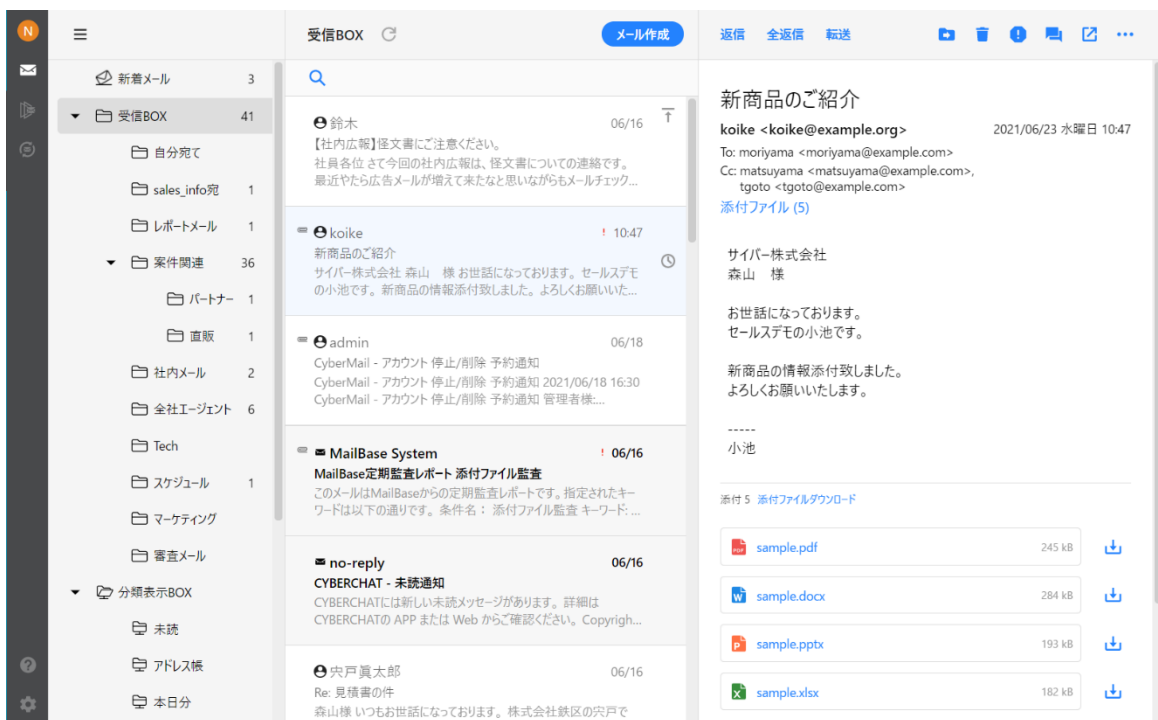 N
新着メール 3
受信BOX 41
自分宛て
sales_info宛 1
レポートメール 1
案件関連 36
パートナー 1
直販 1
社内メール 2
全社エージェント 6
Tech
スケジュール 1
マーケティング
審査メール
分類表示BOX
未読
アドレス帳
本日分
受信BOX
メール作成
鈴木 06/16
【社内広報】怪文書にご注意ください。
社員各位 さて今回の社内広報は、怪文書についての連絡です。
最近やたら広告メールが増えて来たなと思いながらもメールチェック...
koike ! 10:47
新商品のご紹介
サイバー株式会社 森山　様 お世話になっております。セールスデモ
の小池です。新商品の情報添付致しました。よろしくお願いいた...
admin 06/18
CyberMail - アカウント 停止/削除 予約通知
CyberMail - アカウント 停止/削除 予約通知 2021/06/18 16:30
CyberMail - アカウント 停止/削除 予約通知 管理者様:...
MailBase System ! 06/16
MailBase定期監査レポート 添付ファイル監査
このメールはMailBaseからの定期監査レポートです。指定されたキー
ワードは以下の通りです。条件名： 添付ファイル監査 キーワード: ...
no-reply 06/16
CYBERCHAT - 未読通知
CYBERCHATには新しい未読メッセージがあります。詳細は
CYBERCHATの APP または Web からご確認ください。Copyrigh...
宍戸眞太郎 06/16
Re: 見積書の件
森山様 いつもお世話になっております。株式会社鉄区の宍戸で
返信 全返信 転送
新商品のご紹介
koike <koike@example.org> 2021/06/23 水曜日 10:47
To: moriyama <moriyama@example.com>
Cc: matsuyama <matsuyama@example.com>,
tgoto <tgoto@example.com>
添付ファイル (5)
サイバー株式会社
森山　様
お世話になっております。
セールスデモの小池です。
新商品の情報添付致しました。
よろしくお願いいたします。
-----
小池
添付 5 添付ファイルダウンロード
sample.pdf 245 kB
sample.docx 284 kB
sample.pptx 193 kB
sample.xlsx 182 kB